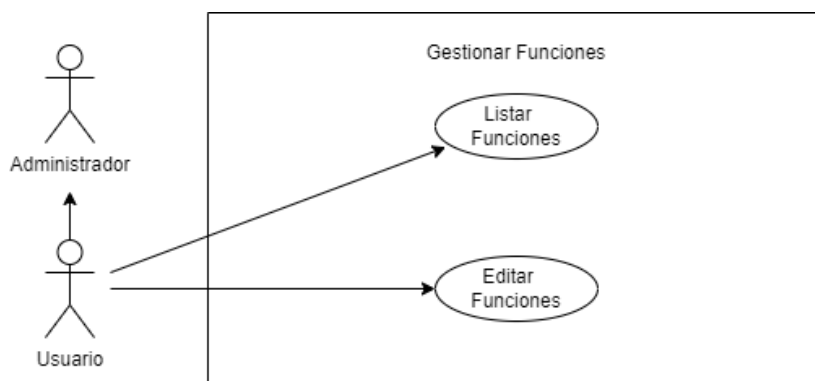 Gestionar Funciones
Listar
Funciones
Administrador
Editar
Funciones
Usuario